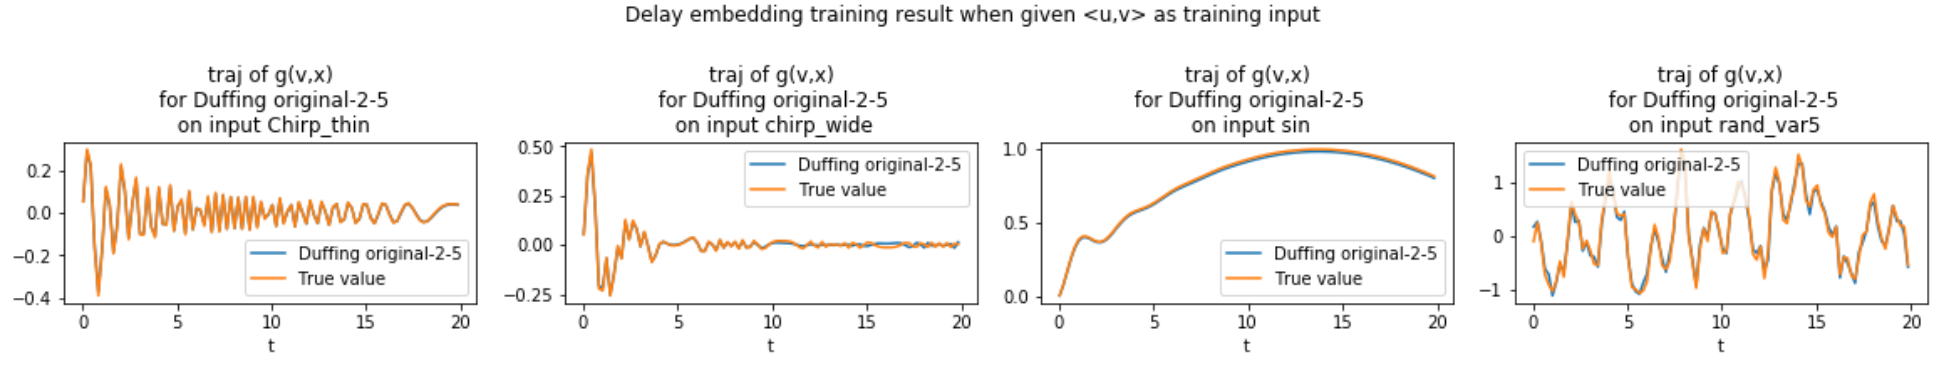 Delay embedding training result when given <u,v> as training input
traj of g(v,x)
for Duffing original-2-5
on input Chirp_thin
0.2
0.0
−0.2
−0.4
0
5
10
15
20
t
Duffing original-2-5
True value
traj of g(v,x)
for Duffing original-2-5
on input chirp_wide
0.50
0.25
0.00
−0.25
0
5
10
15
20
t
Duffing original-2-5
True value
traj of g(v,x)
for Duffing original-2-5
on input sin
1.0
0.5
0.0
0
5
10
15
20
t
Duffing original-2-5
True value
traj of g(v,x)
for Duffing original-2-5
on input rand_var5
1
0
−1
0
5
10
15
20
t
Duffing original-2-5
True value